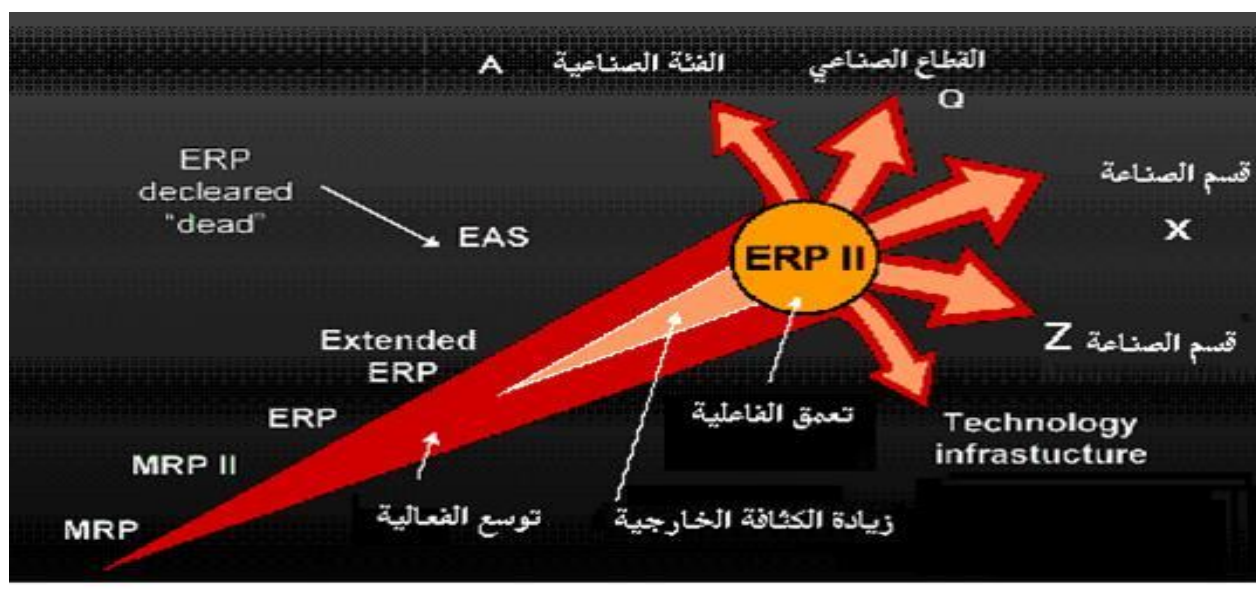 الفئة الصناعية A
القطاع الصناعي
Q
ERP
decleared
"dead"
EAS
قسم الصناعة
X
ERP II
Extended
ERP
قسم الصناعة Z
ERP
تعمق الفاعلية
Technology
infrastucture
MRP II
توسع الفعالية
زيادة الكثافة الخارجية
MRP